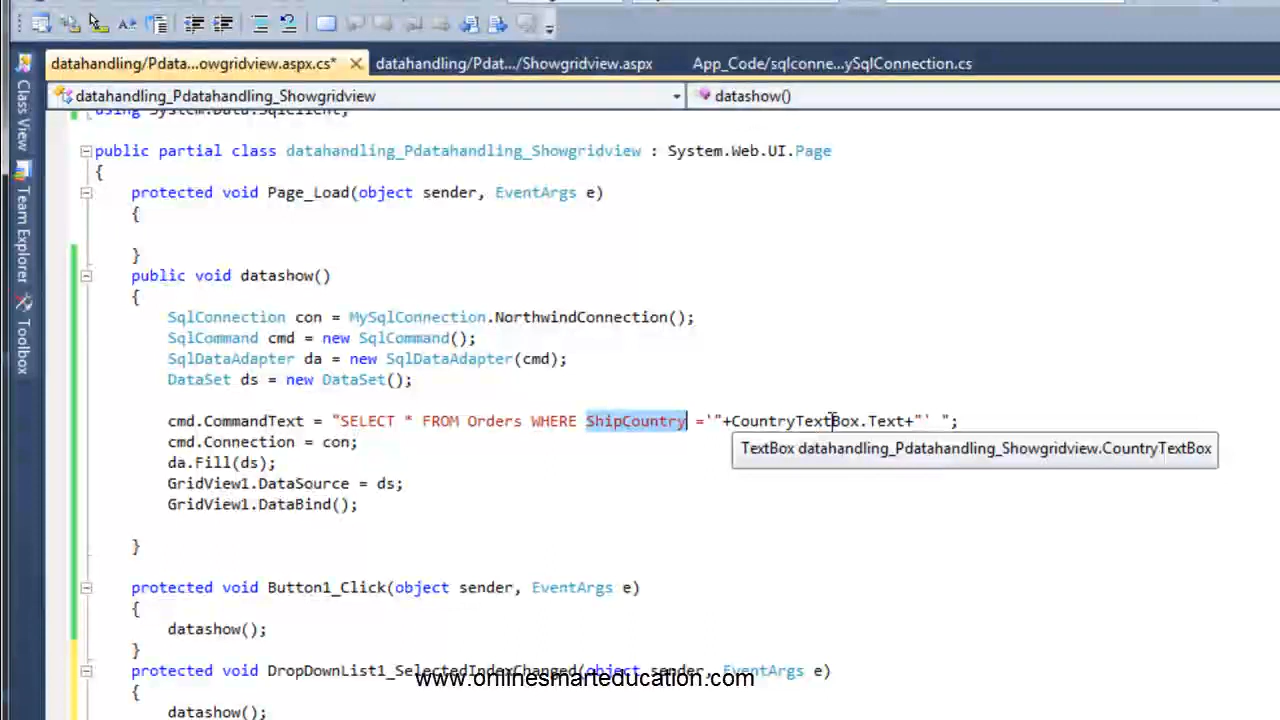 datahandling/Pdata...owgridview.aspx.cs* datahandling/Pdat.../Showgridview.aspx App_Code/sqlconne...ySqlConnection.cs
datahandling_Pdatahandling_Showgridview datashow()
using System.Data.SqlClient;
public partial class datahandling_Pdatahandling_Showgridview : System.Web.UI.Page
{
protected void Page_Load(object sender, EventArgs e)
{
}
public void datashow()
{
SqlConnection con = MySqlConnection.NorthwindConnection();
SqlCommand cmd = new SqlCommand();
SqlDataAdapter da = new SqlDataAdapter(cmd);
DataSet ds = new DataSet();
cmd.CommandText = "SELECT * FROM Orders WHERE ShipCountry ='"+CountryTextBox.Text+"' ";
TextBox datahandling_Pdatahandling_Showgridview.CountryTextBox
cmd.Connection = con;
da.Fill(ds);
GridView1.DataSource = ds;
GridView1.DataBind();
}
protected void Button1_Click(object sender, EventArgs e)
{
datashow();
}
protected void DropDownList1_SelectedIndexChanged(object sender, EventArgs e)
www.onlinesmarteducation.com
{
datashow();
Class View
Team Explorer
Toolbox